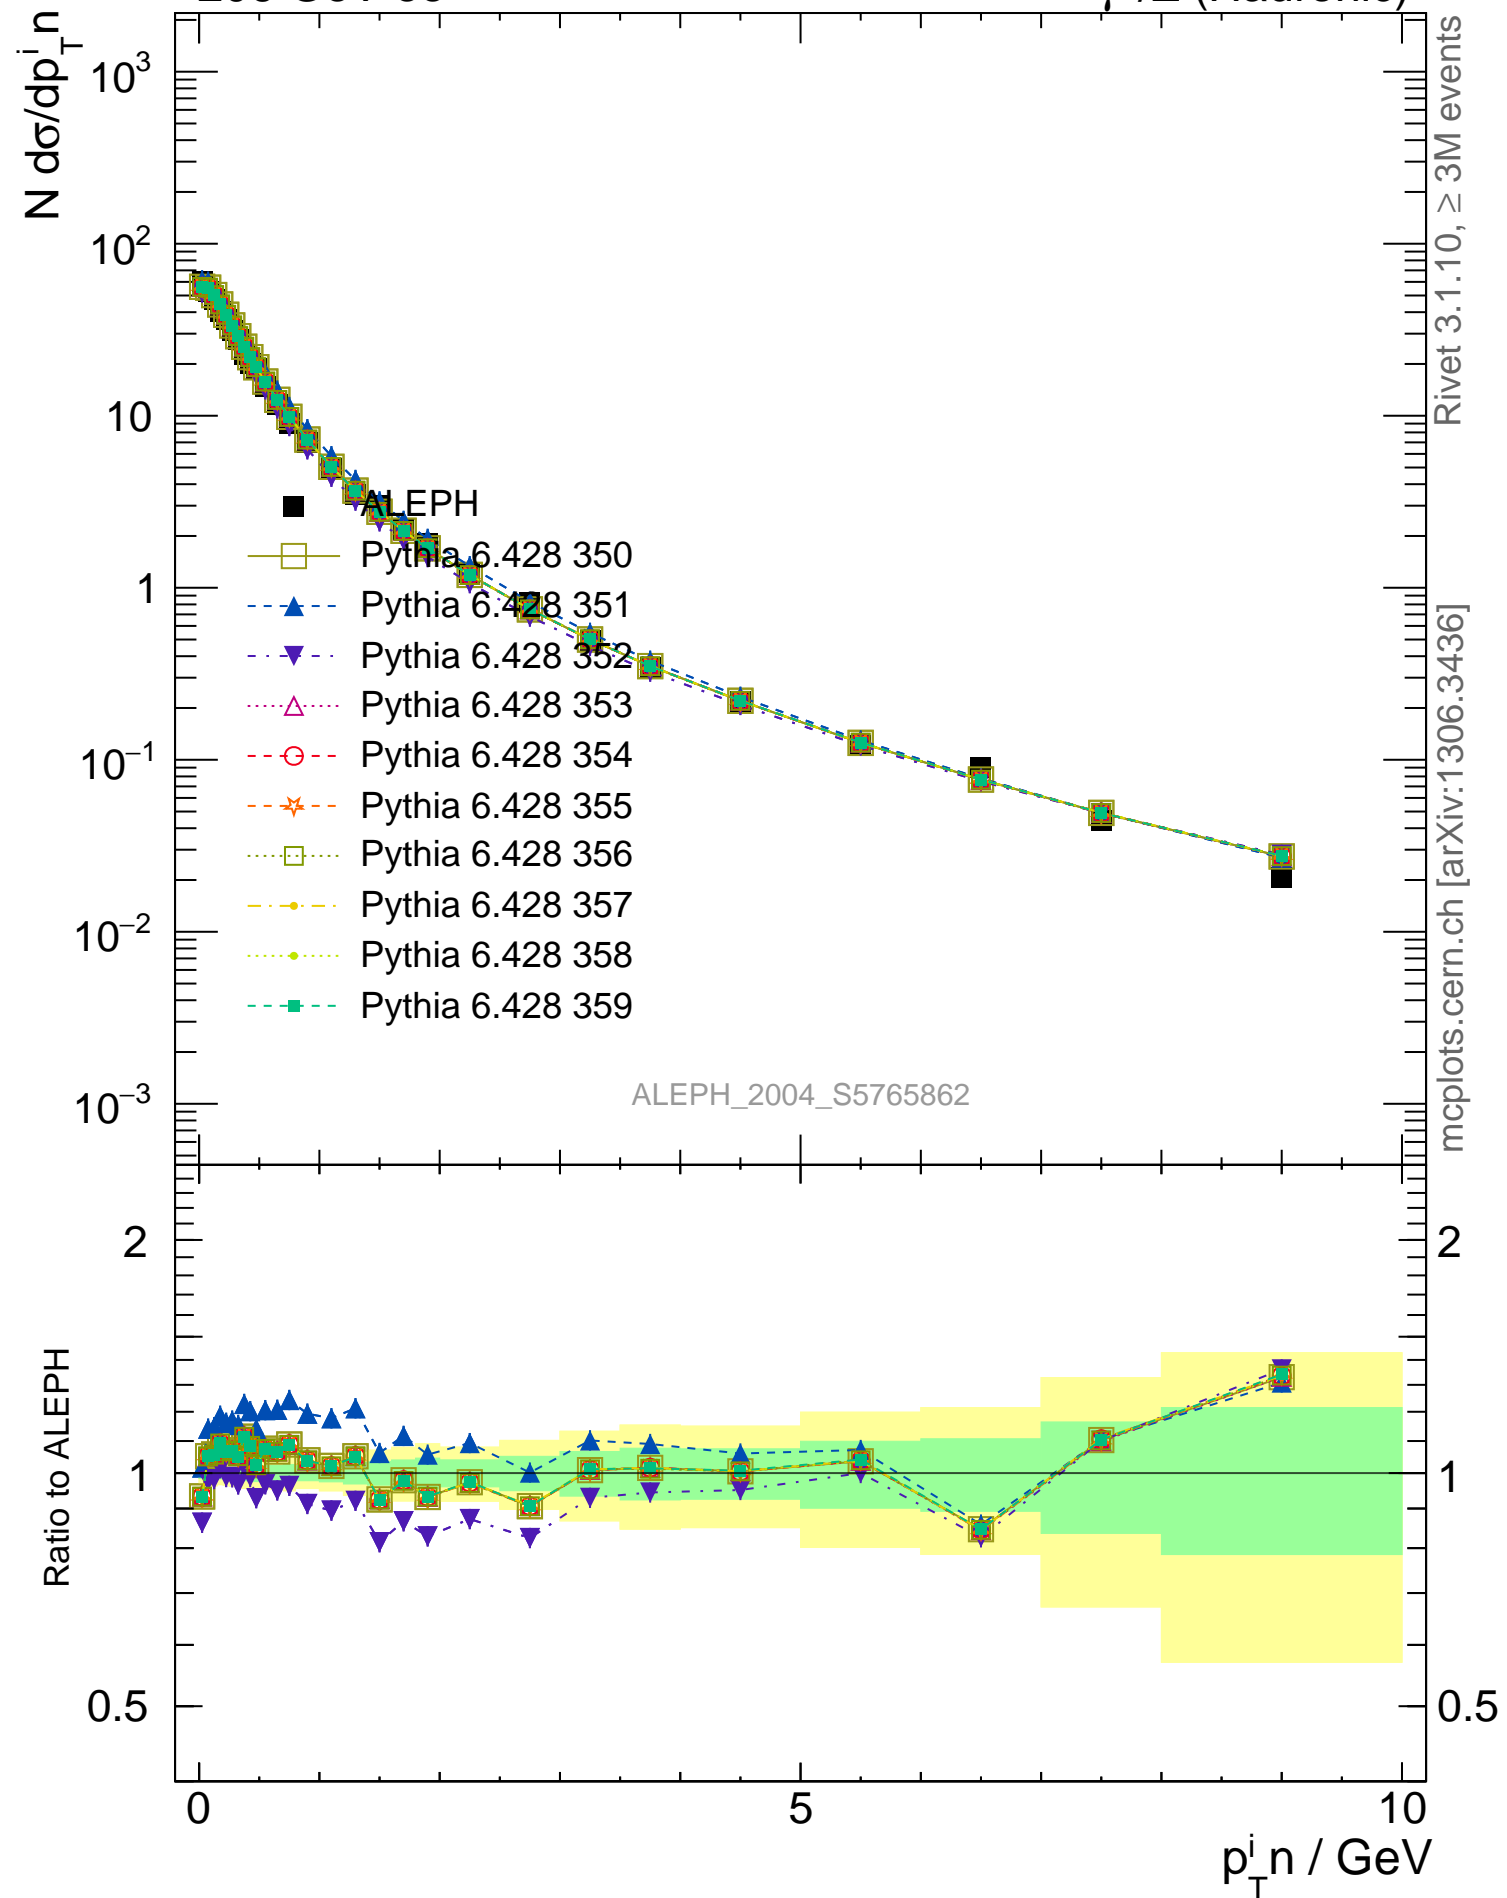 N dσ/dp_T^i n
10^3
10^2
10
1
10^−1
10^−2
10^−3
ALEPH
Pythia 6.428 350
Pythia 6.428 351
Pythia 6.428 352
Pythia 6.428 353
Pythia 6.428 354
Pythia 6.428 355
Pythia 6.428 356
Pythia 6.428 357
Pythia 6.428 358
Pythia 6.428 359
ALEPH_2004_S5765862
Rivet 3.1.10, ≥ 3M events
mcplots.cern.ch [arXiv:1306.3436]
Ratio to ALEPH
2
1
0.5
2
1
0.5
0 5 10
p_T^i n / GeV